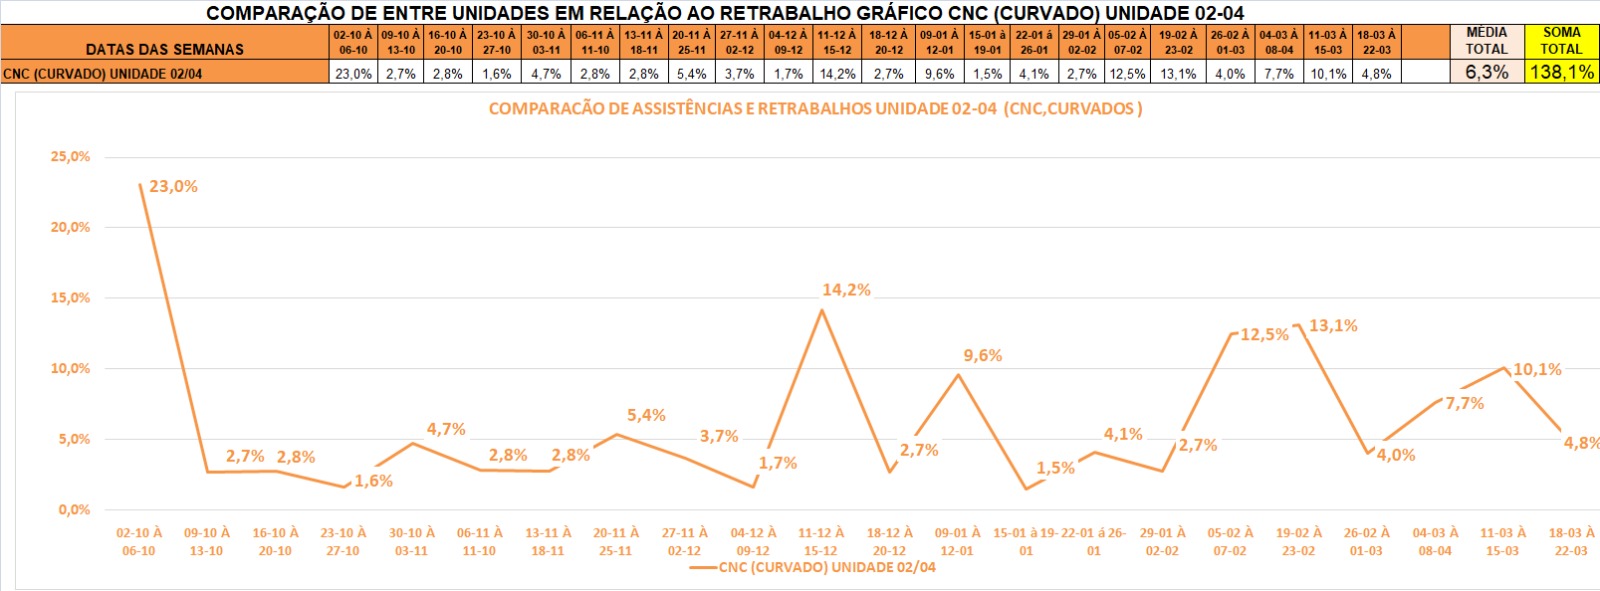 COMPARAÇÃO DE ENTRE UNIDADES EM RELAÇÃO AO RETRABALHO GRÁFICO CNC (CURVADO) UNIDADE 02-04
DATAS DAS SEMANAS 02-10 À 06-10 09-10 À 13-10 16-10 À 20-10 23-10 À 27-10 30-10 À 03-11 06-11 À 11-10 13-11 À 18-11 20-11 À 25-11 27-11 À 02-12 04-12 À 09-12 11-12 À 15-12 18-12 À 20-12 09-01 À 12-01 15-01 à 19-01 22-01 á 26-01 29-01 À 02-02 05-02 À 07-02 19-02 À 23-02 26-02 À 01-03 04-03 À 08-04 11-03 À 15-03 18-03 À 22-03 MÉDIA TOTAL SOMA TOTAL
CNC (CURVADO) UNIDADE 02/04 23,0% 2,7% 2,8% 1,6% 4,7% 2,8% 2,8% 5,4% 3,7% 1,7% 14,2% 2,7% 9,6% 1,5% 4,1% 2,7% 12,5% 13,1% 4,0% 7,7% 10,1% 4,8% 6,3% 138,1%
COMPARACÃO DE ASSISTÊNCIAS E RETRABALHOS UNIDADE 02-04 (CNC,CURVADOS )
25,0%
20,0%
15,0%
10,0%
5,0%
0,0%
23,0% 2,7% 2,8% 1,6% 4,7% 2,8% 2,8% 5,4% 3,7% 1,7% 14,2% 2,7% 9,6% 1,5% 4,1% 2,7% 12,5% 13,1% 4,0% 7,7% 10,1% 4,8%
02-10 À 09-10 À 16-10 À 23-10 À 30-10 À 06-11 À 13-11 À 20-11 À 27-11 À 04-12 À 11-12 À 18-12 À 09-01 À 15-01 à 19- 22-01 á 26- 29-01 À 05-02 À 19-02 À 26-02 À 04-03 À 11-03 À 18-03 À
06-10 13-10 20-10 27-10 03-11 11-10 18-11 25-11 02-12 09-12 15-12 20-12 12-01 01 01 02-02 07-02 23-02 01-03 08-04 15-03 22-03
CNC (CURVADO) UNIDADE 02/04